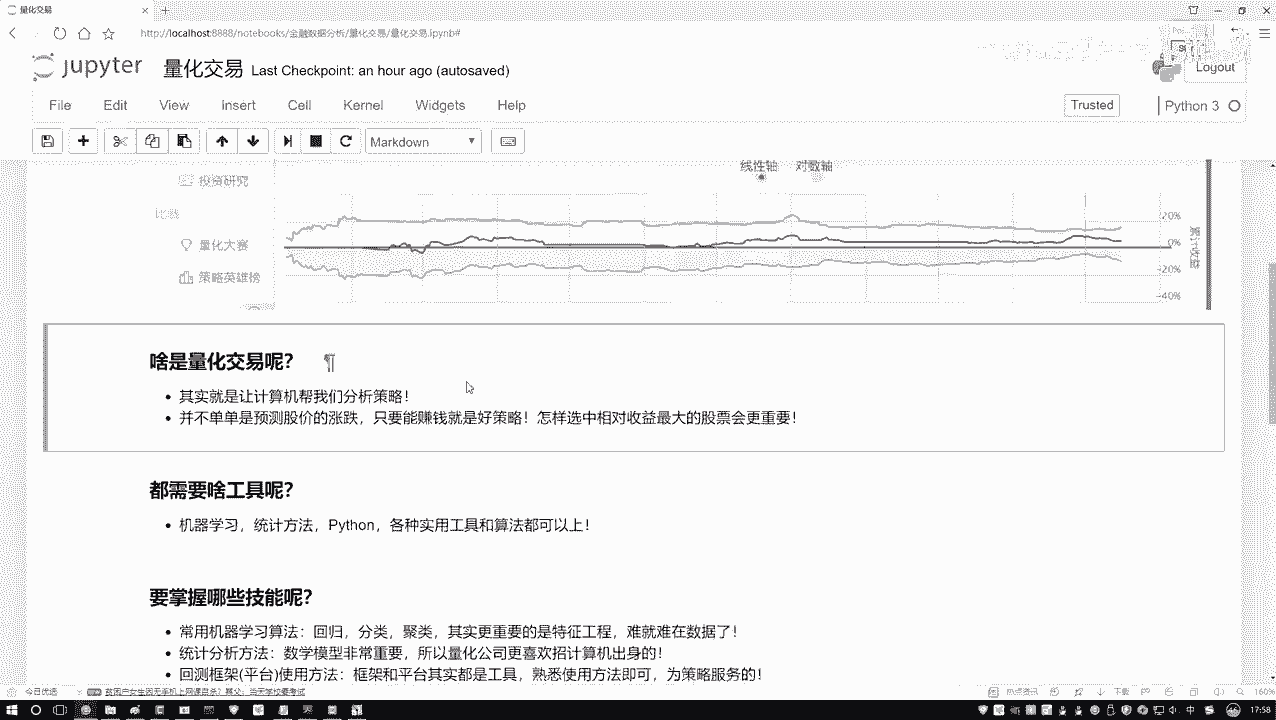 量化交易
http://localhost:8888/notebooks/金融数据分析/量化交易/量化交易.ipynb#
jupyter 量化交易 Last Checkpoint: an hour ago (autosaved)
Logout
File Edit View Insert Cell Kernel Widgets Help
Trusted Python 3
Markdown
线性轴 对数轴
投资研究
比赛
量化大赛
策略英雄榜
20%
0%
-20%
-40%
啥是量化交易呢? ¶
其实就是让计算机帮我们分析策略!
并不单单是预测股价的涨跌,只要能赚钱就是好策略!怎样选中相对收益最大的股票会更重要!
都需要啥工具呢?
机器学习,统计方法,Python,各种实用工具和算法都可以上!
要掌握哪些技能呢?
常用机器学习算法:回归,分类,聚类,其实更重要的是特征工程,难就难在数据了!
统计分析方法:数学模型非常重要,所以量化公司更喜欢招计算机出身的!
回测框架(平台)使用方法:框架和平台其实都是工具,熟悉使用方法即可,为策略服务的!
今日优选
热点资讯 下载 160%
中 17:58